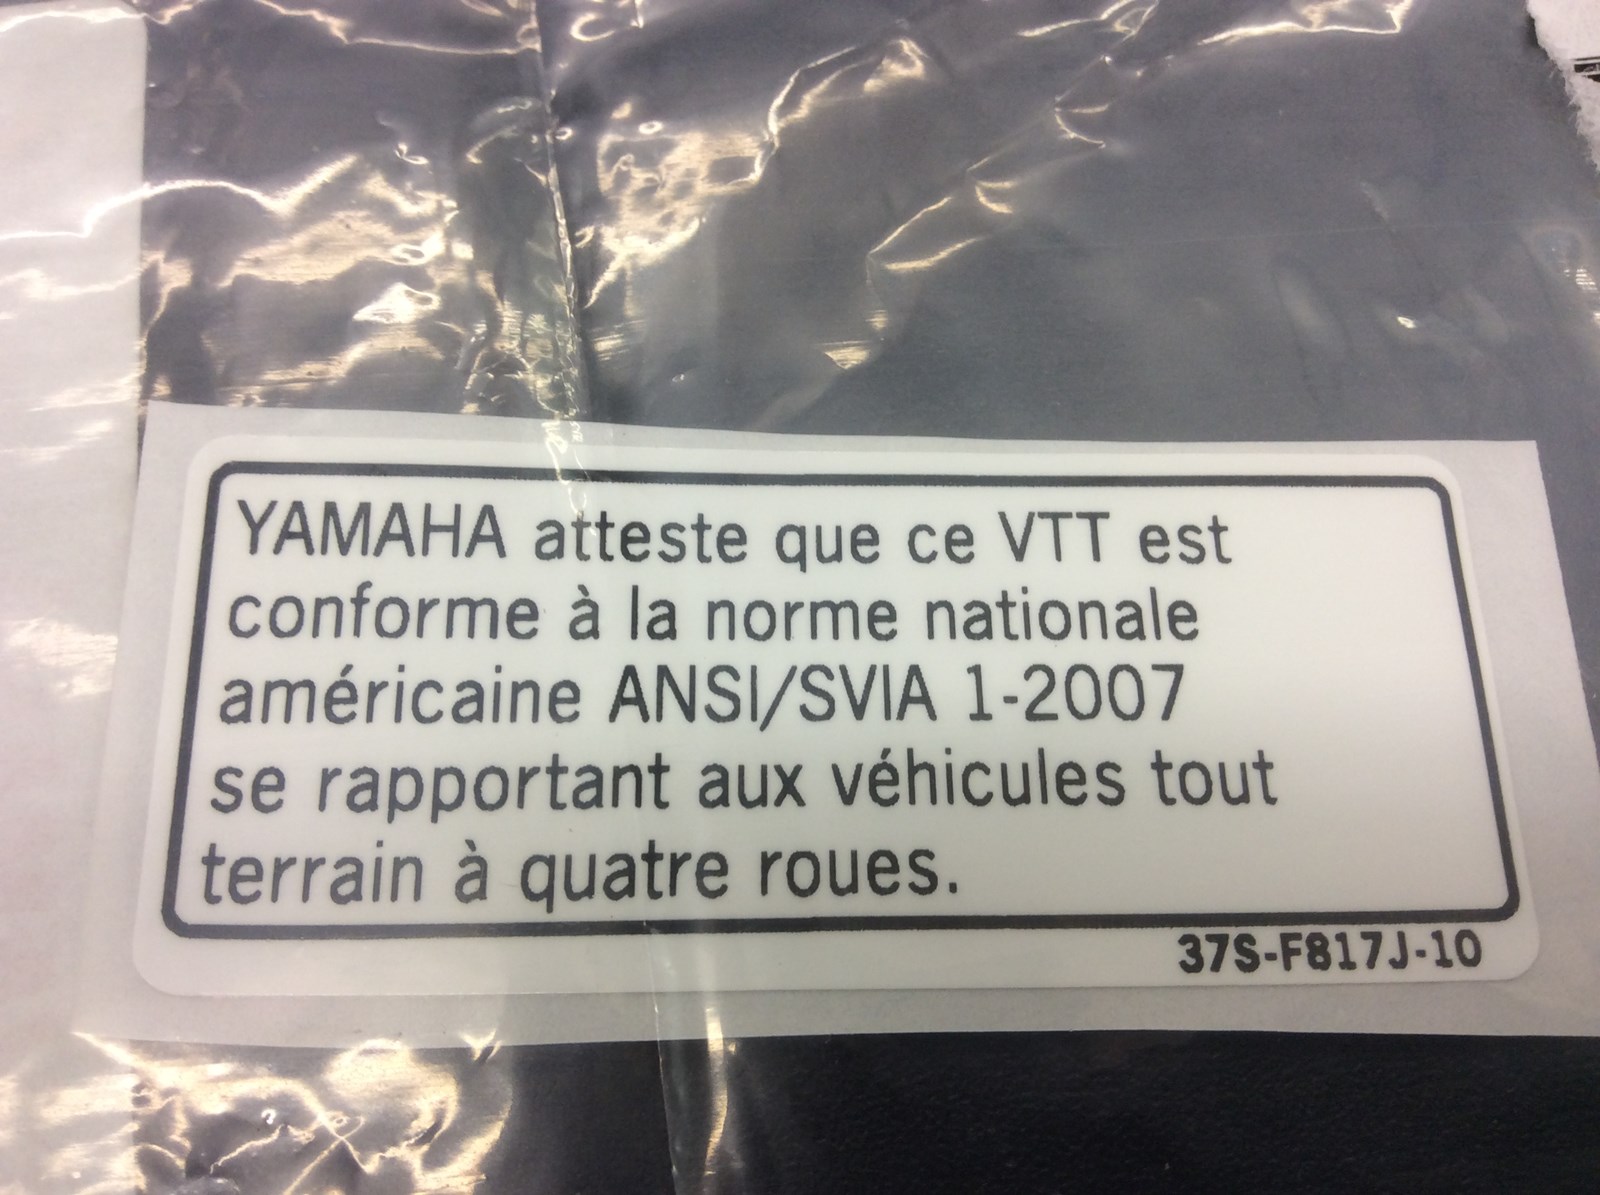 YAMAHA atteste que ce VTT est
conforme à la norme nationale
américaine ANSI/SVIA 1-2007
se rapportant aux véhicules tout
terrain à quatre roues.
37S-F817J-10